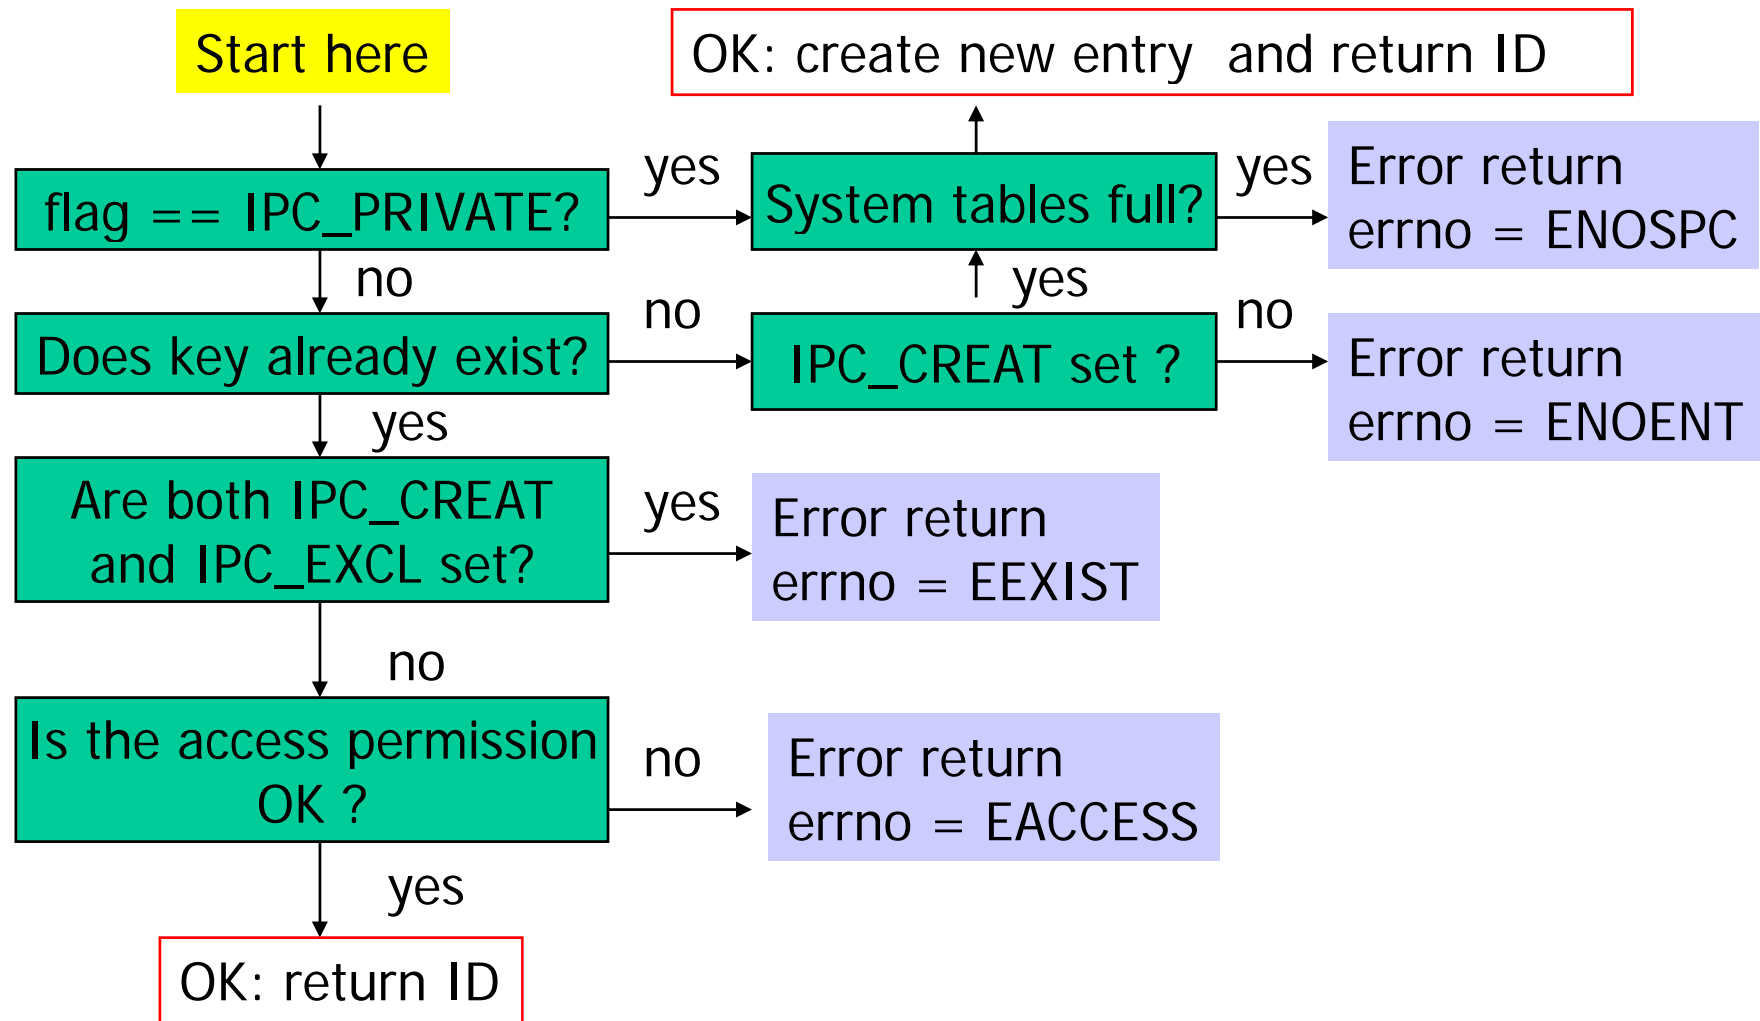 Start here
OK: create new entry and return ID
flag == IPC_PRIVATE?
yes
System tables full?
yes
Error return
errno = ENOSPC
no
yes
Does key already exist?
no
IPC_CREAT set ?
no
Error return
errno = ENOENT
yes
Are both IPC_CREAT
and IPC_EXCL set?
yes
Error return
errno = EEXIST
no
Is the access permission
OK ?
no
Error return
errno = EACCESS
yes
OK: return ID